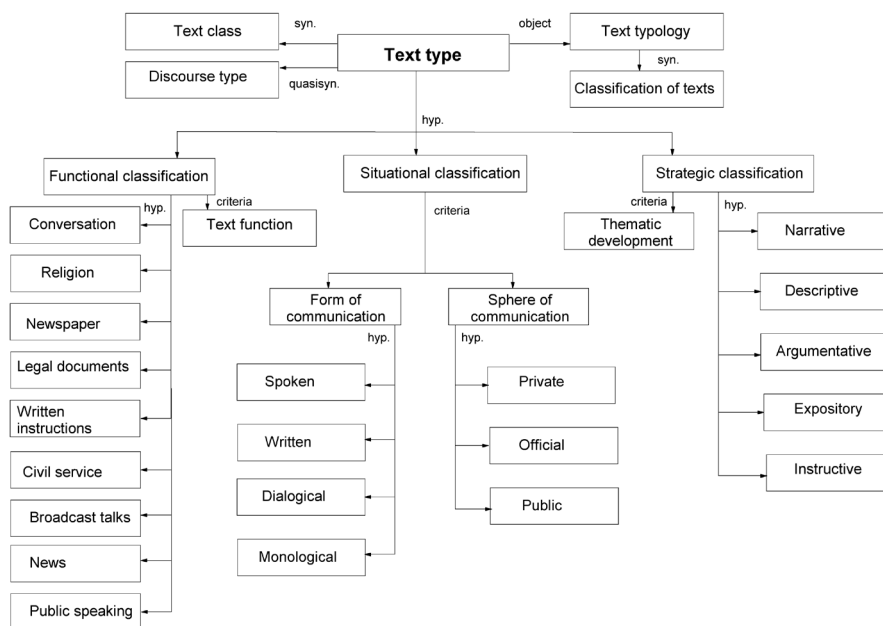 Text class
syn.
Text type
object
Text typology
Discourse type
quasisyn.
syn.
Classification of texts
hyp.
Functional classification
Situational classification
Strategic classification
hyp.
criteria
Text function
Conversation
Religion
Newspaper
Legal documents
Written
instructions
Civil service
Broadcast talks
News
Public speaking
criteria
Form of
communication
hyp.
Spoken
Written
Dialogical
Monological
Sphere of
communication
hyp.
Private
Official
Public
criteria
Thematic
development
hyp.
Narrative
Descriptive
Argumentative
Expository
Instructive